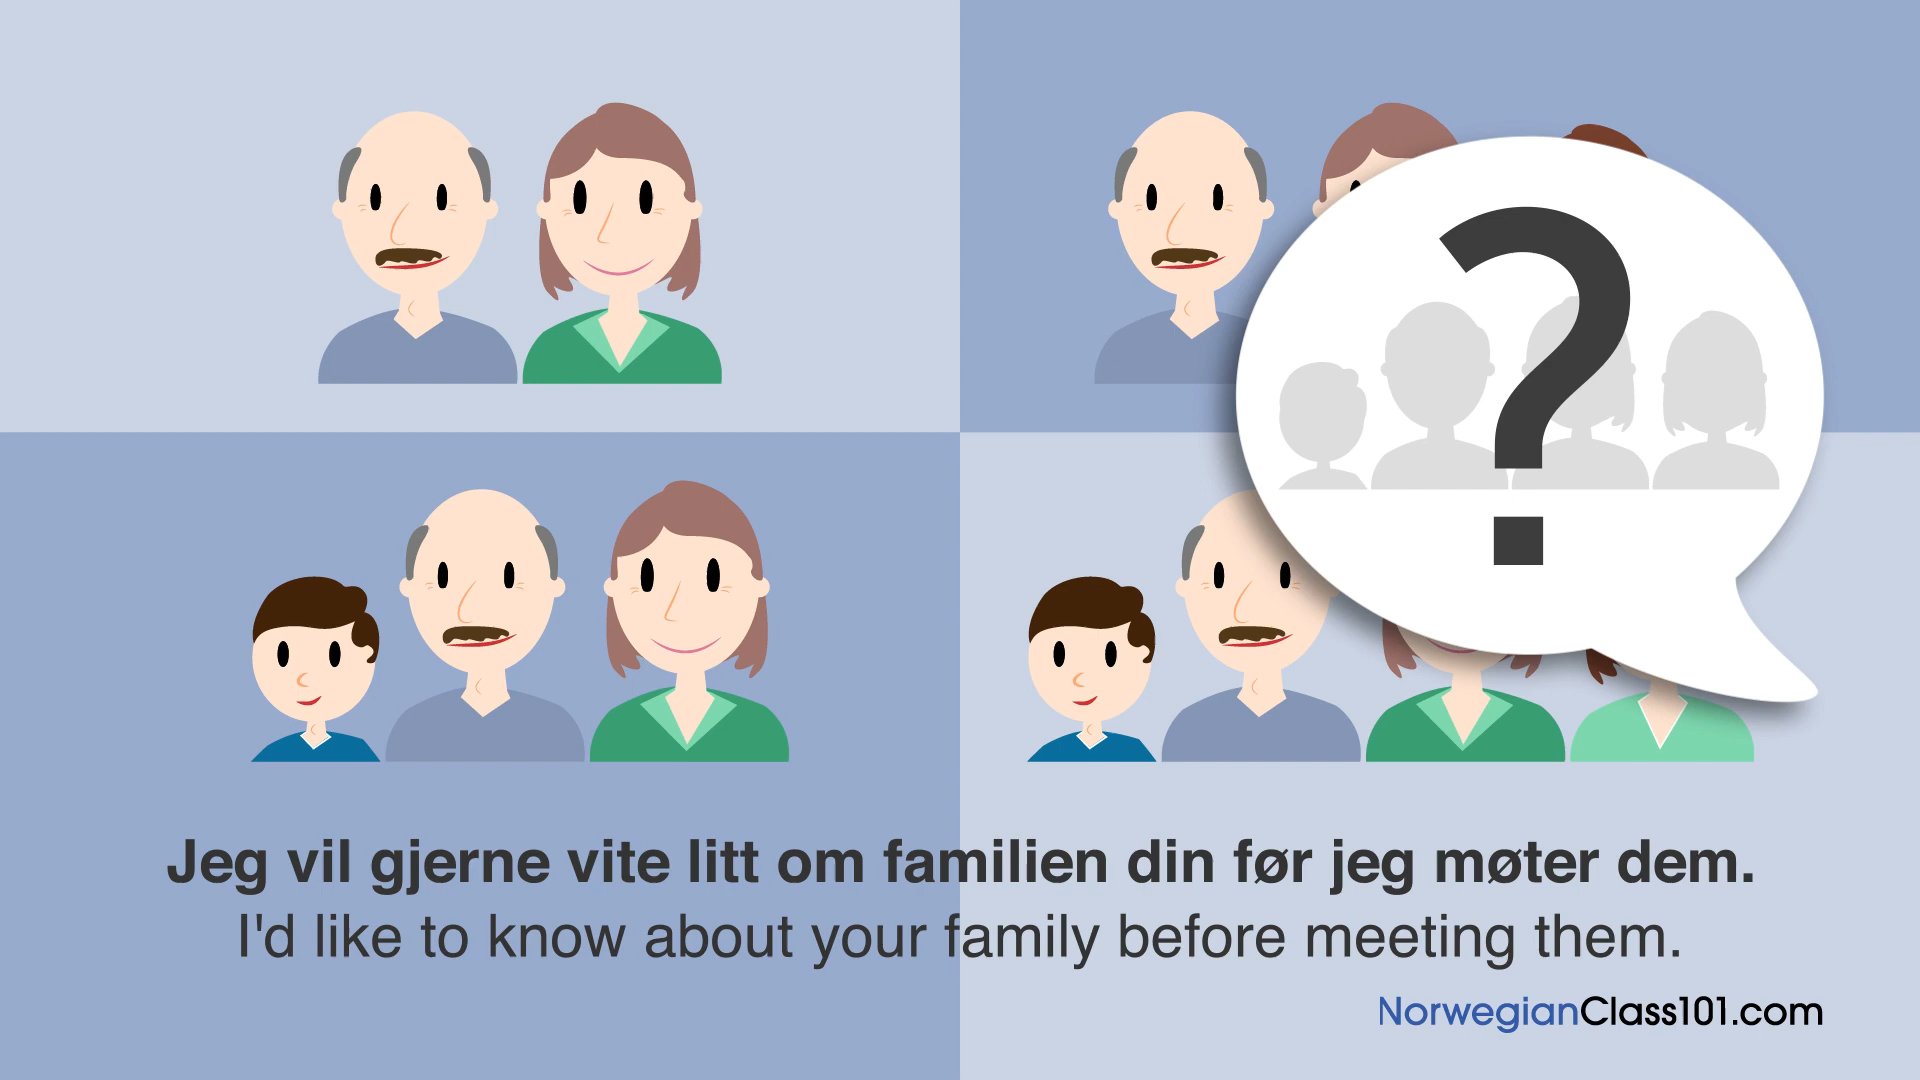 ?
Jeg vil gjerne vite litt om familien din før jeg møter dem.
I'd like to know about your family before meeting them.
NorwegianClass101.com